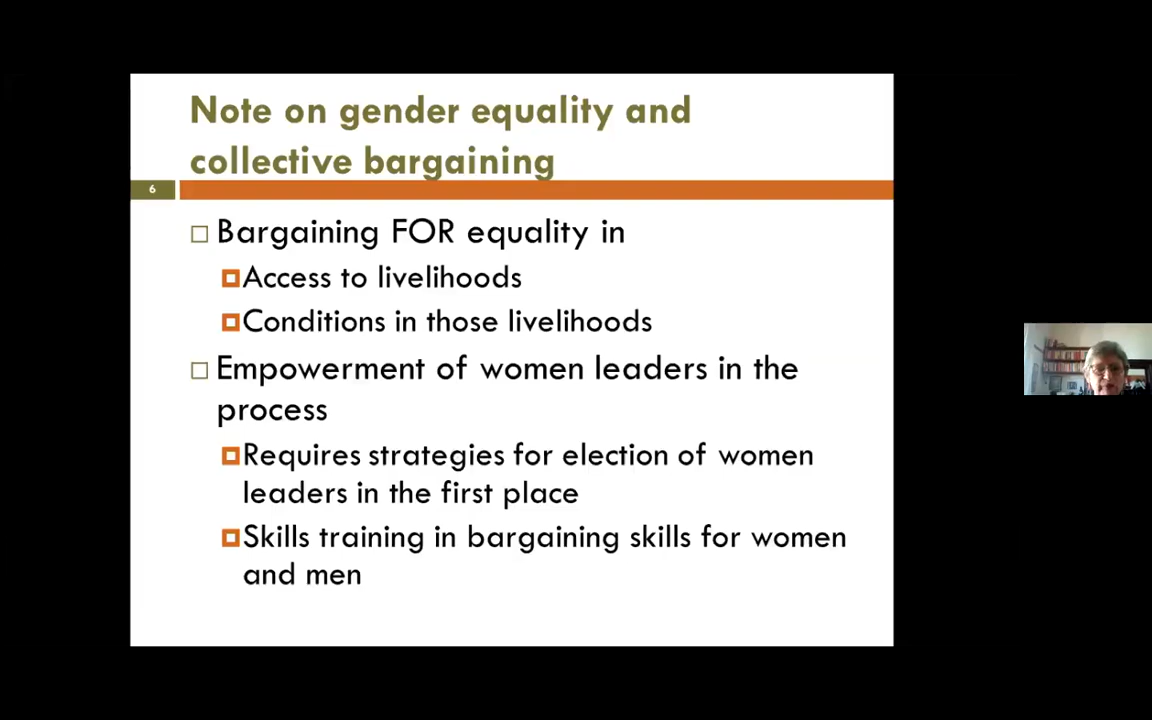 Note on gender equality and
collective bargaining
6
Bargaining FOR equality in
Access to livelihoods
Conditions in those livelihoods
Empowerment of women leaders in the
process
Requires strategies for election of women
leaders in the first place
Skills training in bargaining skills for women
and men